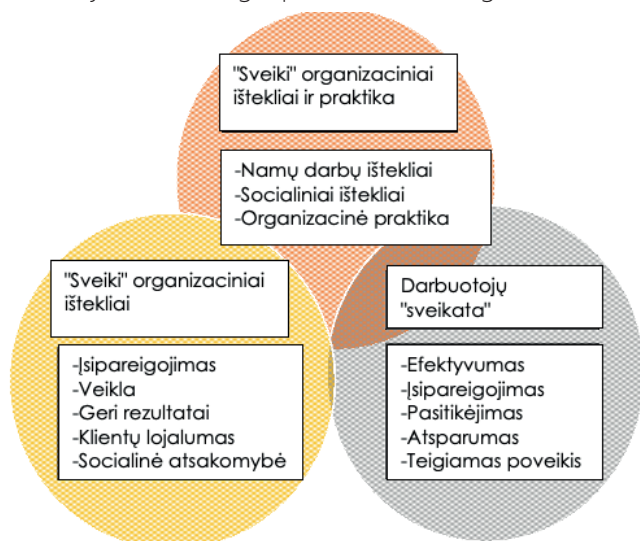 "Sveiki" organizaciniai
ištekliai ir praktika
-Namų darbų ištekliai
-Socialiniai ištekliai
-Organizacinė praktika
"Sveiki" organizaciniai
ištekliai
-Įsipareigojimas
-Veikla
-Geri rezultatai
-Klientų lojalumas
-Socialinė atsakomybė
Darbuotojų
"sveikata"
-Efektyvumas
-Įsipareigojimas
-Pasitikėjimas
-Atsparumas
-Teigiamas poveikis